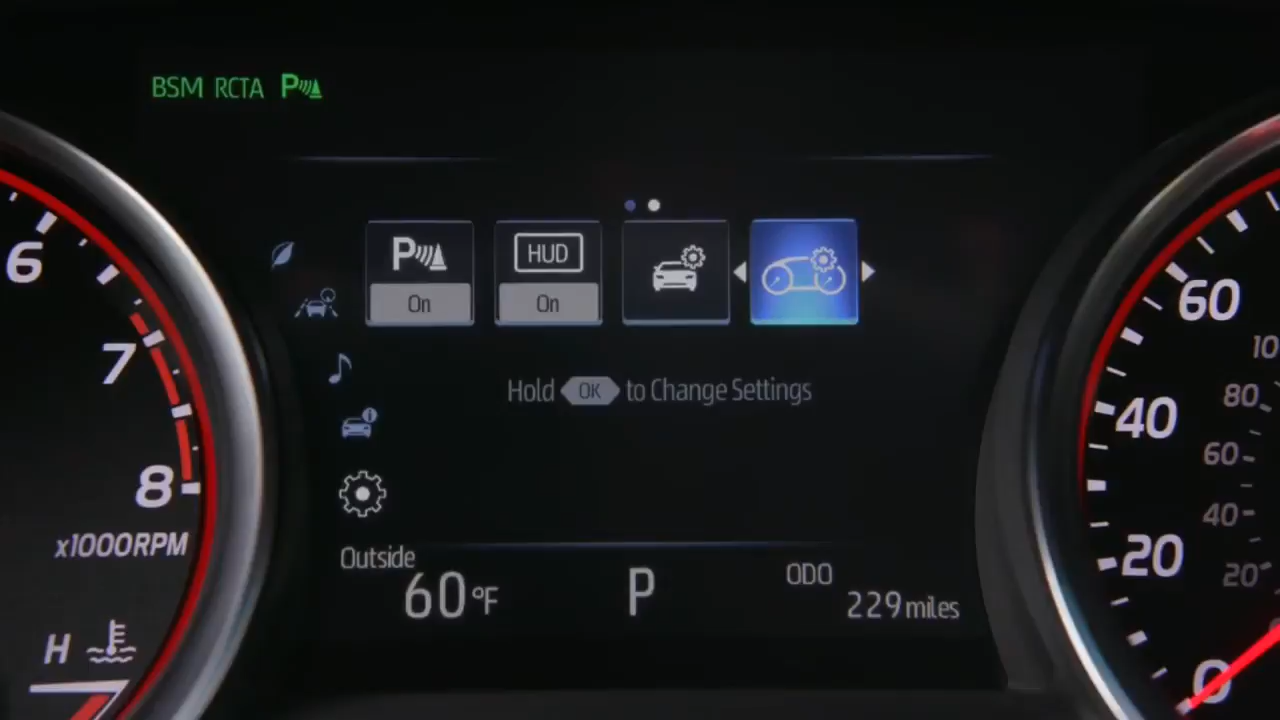 BSM RCTA P
P HUD
On On
Hold OK to Change Settings
Outside
60°F
P
ODO
229 miles
6
7
8
x1000RPM
H
60
40
20
0
10
80
60
40
20